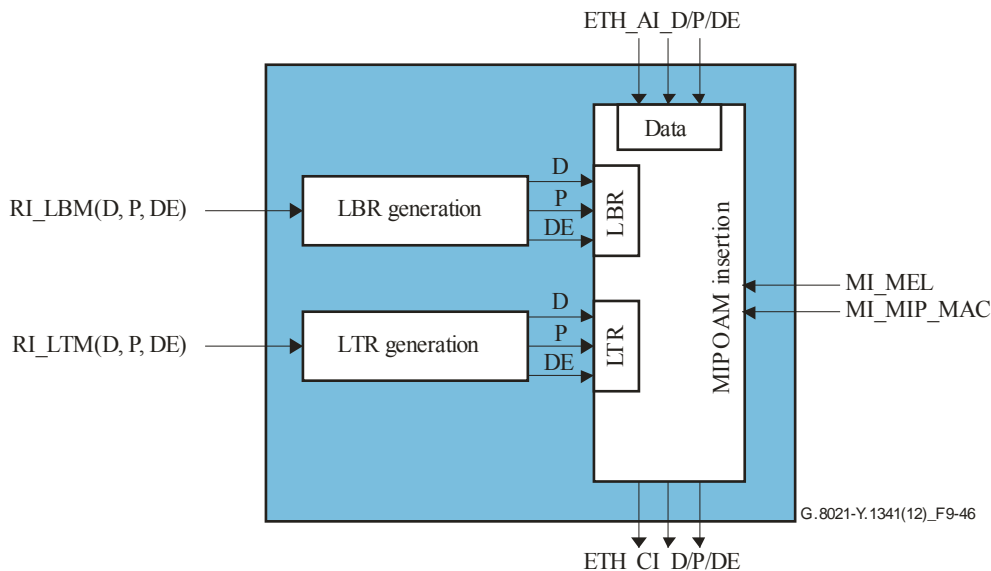 ETH_AI_D/P/DE
Data
D
RI_LBM(D, P, DE)
LBR generation
P
LBR
DE
MIP OAM insertion
MI_MEL
MI_MIP_MAC
D
RI_LTM(D, P, DE)
LTR generation
P
LTR
DE
G.8021-Y.1341(12)_F9-46
ETH_CI_D/P/DE